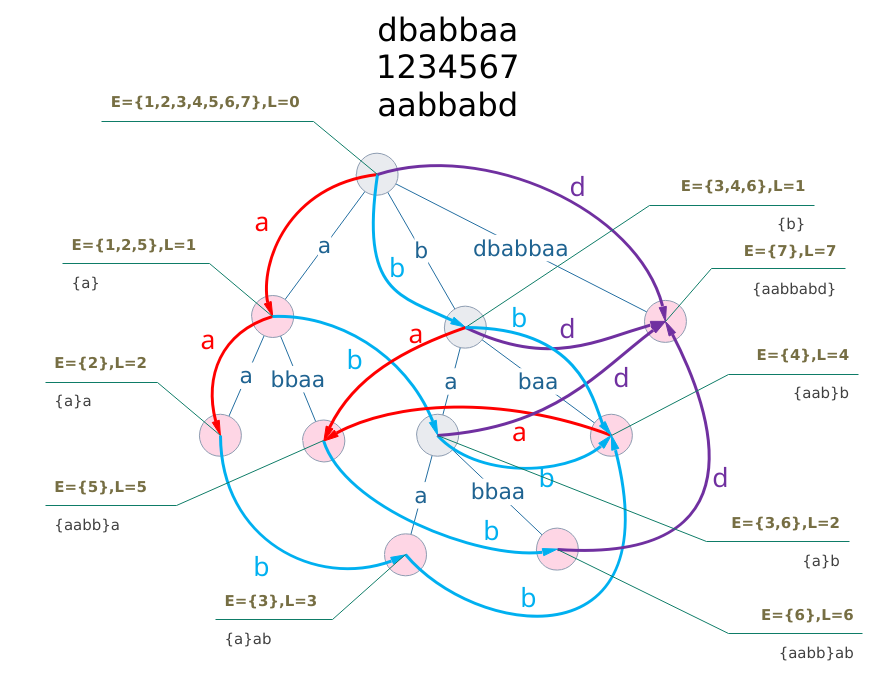 dbabbaa
1234567
aabbabd
E={1,2,3,4,5,6,7},L=0
E={3,4,6},L=1
{b}
d
a
a
b
dbabbaa
b
E={1,2,5},L=1
{a}
E={7},L=7
{aabbabd}
a
b
a
b
d
E={2},L=2
{a}a
a
bbaa
a
baa
d
E={4},L=4
{aab}b
a
E={5},L=5
{aabb}a
a
bbaa
b
d
b
E={3,6},L=2
{a}b
b
b
E={3},L=3
{a}ab
E={6},L=6
{aabb}ab